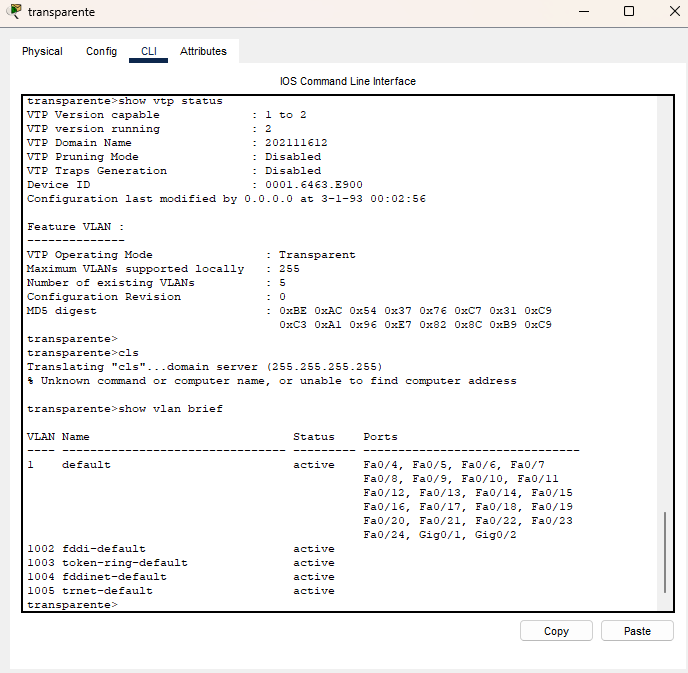 transparente
Physical Config CLI Attributes
IOS Command Line Interface
transparente>show vtp status
VTP Version capable : 1 to 2
VTP version running : 2
VTP Domain Name : 202111612
VTP Pruning Mode : Disabled
VTP Traps Generation : Disabled
Device ID : 0001.6463.E900
Configuration last modified by 0.0.0.0 at 3-1-93 00:02:56
Feature VLAN :
--------------
VTP Operating Mode : Transparent
Maximum VLANs supported locally : 255
Number of existing VLANs : 5
Configuration Revision : 0
MD5 digest : 0xBE 0xAC 0x54 0x37 0x76 0xC7 0x31 0xC9
0xC3 0xA1 0x96 0xE7 0x82 0x8C 0xB9 0xC9
transparente>
transparente>cls
Translating "cls"...domain server (255.255.255.255)
% Unknown command or computer name, or unable to find computer address
transparente>show vlan brief
VLAN Name Status Ports
---- -------------------------------- --------- -------------------------------
1 default active Fa0/4, Fa0/5, Fa0/6, Fa0/7
Fa0/8, Fa0/9, Fa0/10, Fa0/11
Fa0/12, Fa0/13, Fa0/14, Fa0/15
Fa0/16, Fa0/17, Fa0/18, Fa0/19
Fa0/20, Fa0/21, Fa0/22, Fa0/23
Fa0/24, Gig0/1, Gig0/2
1002 fddi-default active
1003 token-ring-default active
1004 fddinet-default active
1005 trnet-default active
transparente>
Copy Paste